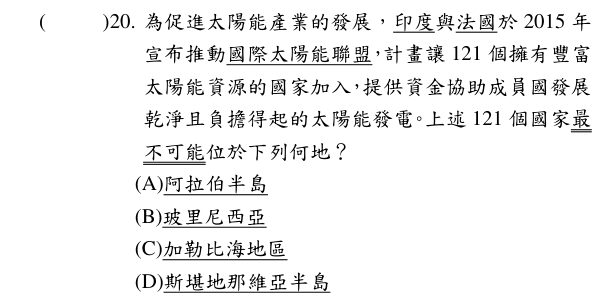 (　　)20. 為促進太陽能產業的發展，印度與法國於 2015 年
宣布推動國際太陽能聯盟，計畫讓 121 個擁有豐富
太陽能資源的國家加入，提供資金協助成員國發展
乾淨且負擔得起的太陽能發電。上述 121 個國家最
不可能位於下列何地？
(A)阿拉伯半島
(B)玻里尼西亞
(C)加勒比海地區
(D)斯堪地那維亞半島